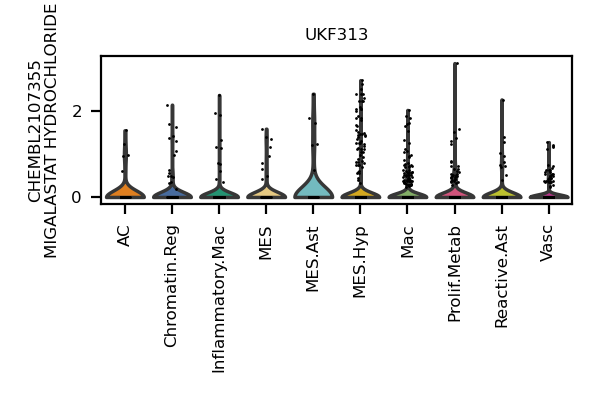 UKF313
CHEMBL2107355
MIGALASTAT HYDROCHLORIDE
2
0
AC
Chromatin.Reg
Inflammatory.Mac
MES
MES.Ast
MES.Hyp
Mac
Prolif.Metab
Reactive.Ast
Vasc